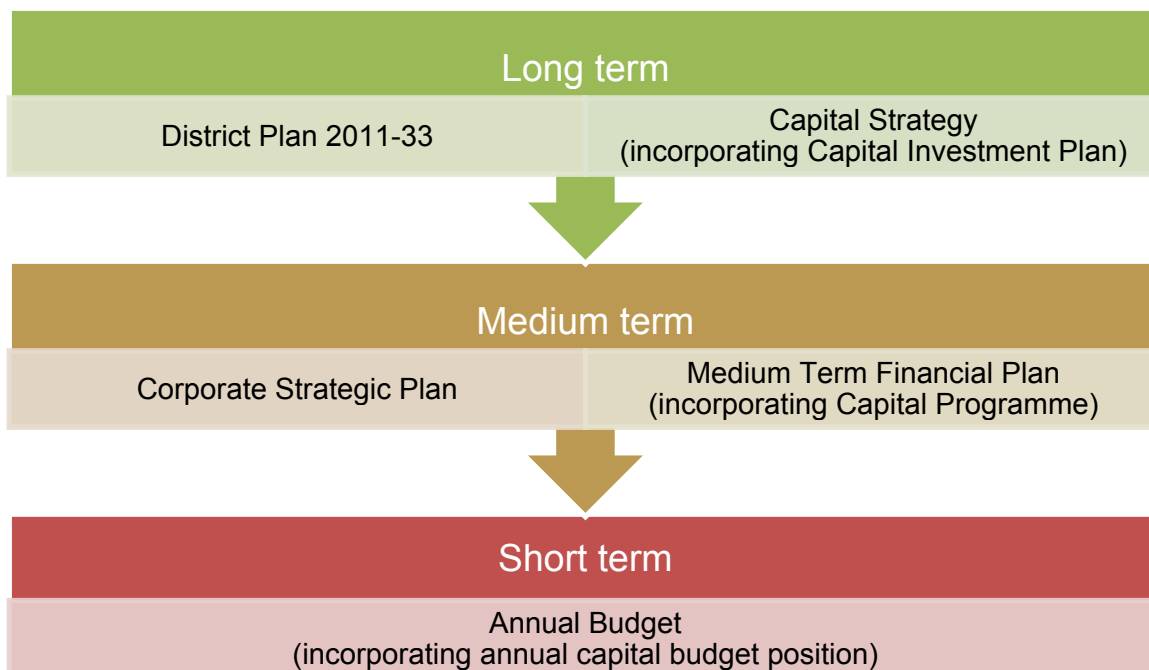 Long term
District Plan 2011-33
Capital Strategy
(incorporating Capital Investment Plan)
Medium term
Corporate Strategic Plan
Medium Term Financial Plan
(incorporating Capital Programme)
Short term
Annual Budget
(incorporating annual capital budget position)